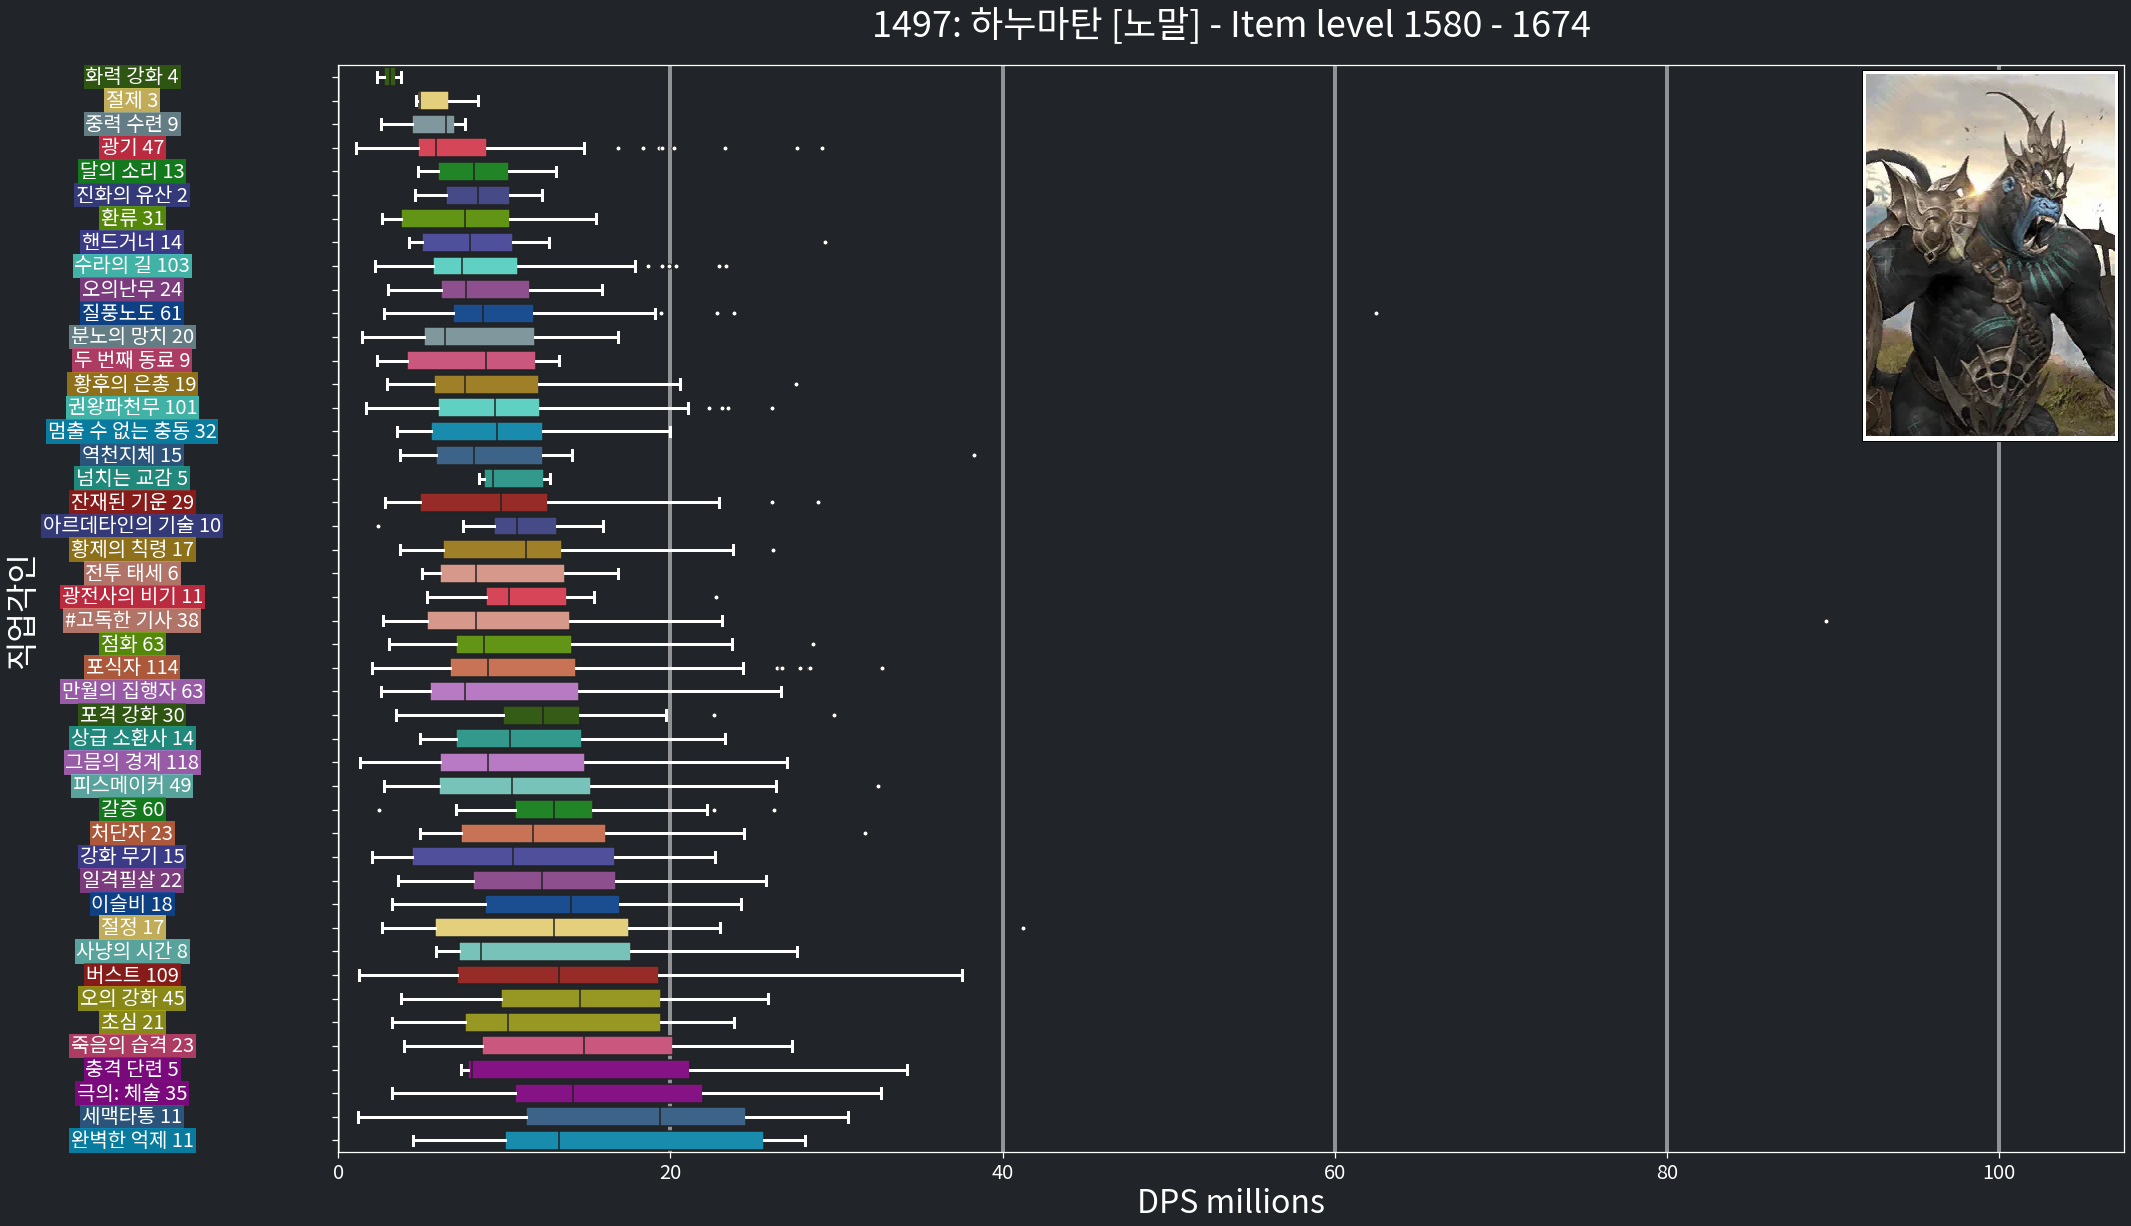 1497: 하누마탄 [노말] - Item level 1580 - 1674
화력 강화 4
절제 3
중력 수련 9
광기 47
달의 소리 13
진화의 유산 2
환류 31
핸드거너 14
수라의 길 103
오의난무 24
질풍노도 61
분노의 망치 20
두 번째 동료 9
황후의 은총 19
권왕파천무 101
멈출 수 없는 충동 32
역천지체 15
넘치는 교감 5
잔재된 기운 29
아르데타인의 기술 10
황제의 칙령 17
전투 태세 6
광전사의 비기 11
#고독한 기사 38
점화 63
포식자 114
만월의 집행자 63
포격 강화 30
상급 소환사 14
그믐의 경계 118
피스메이커 49
갈증 60
처단자 23
강화 무기 15
일격필살 22
이슬비 18
절정 17
사냥의 시간 8
버스트 109
오의 강화 45
초심 21
죽음의 습격 23
충격 단련 5
극의: 체술 35
세맥타통 11
완벽한 억제 11
직업각인
0 20 40 60 80 100
DPS millions